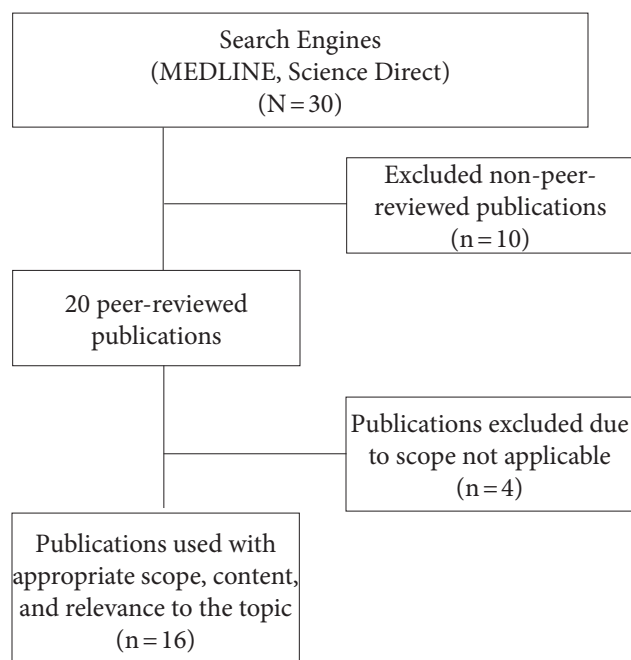 Search Engines
(MEDLINE, Science Direct)
(N = 30)
Excluded non-peer-
reviewed publications
(n = 10)
20 peer-reviewed
publications
Publications excluded due
to scope not applicable
(n = 4)
Publications used with
appropriate scope, content,
and relevance to the topic
(n = 16)